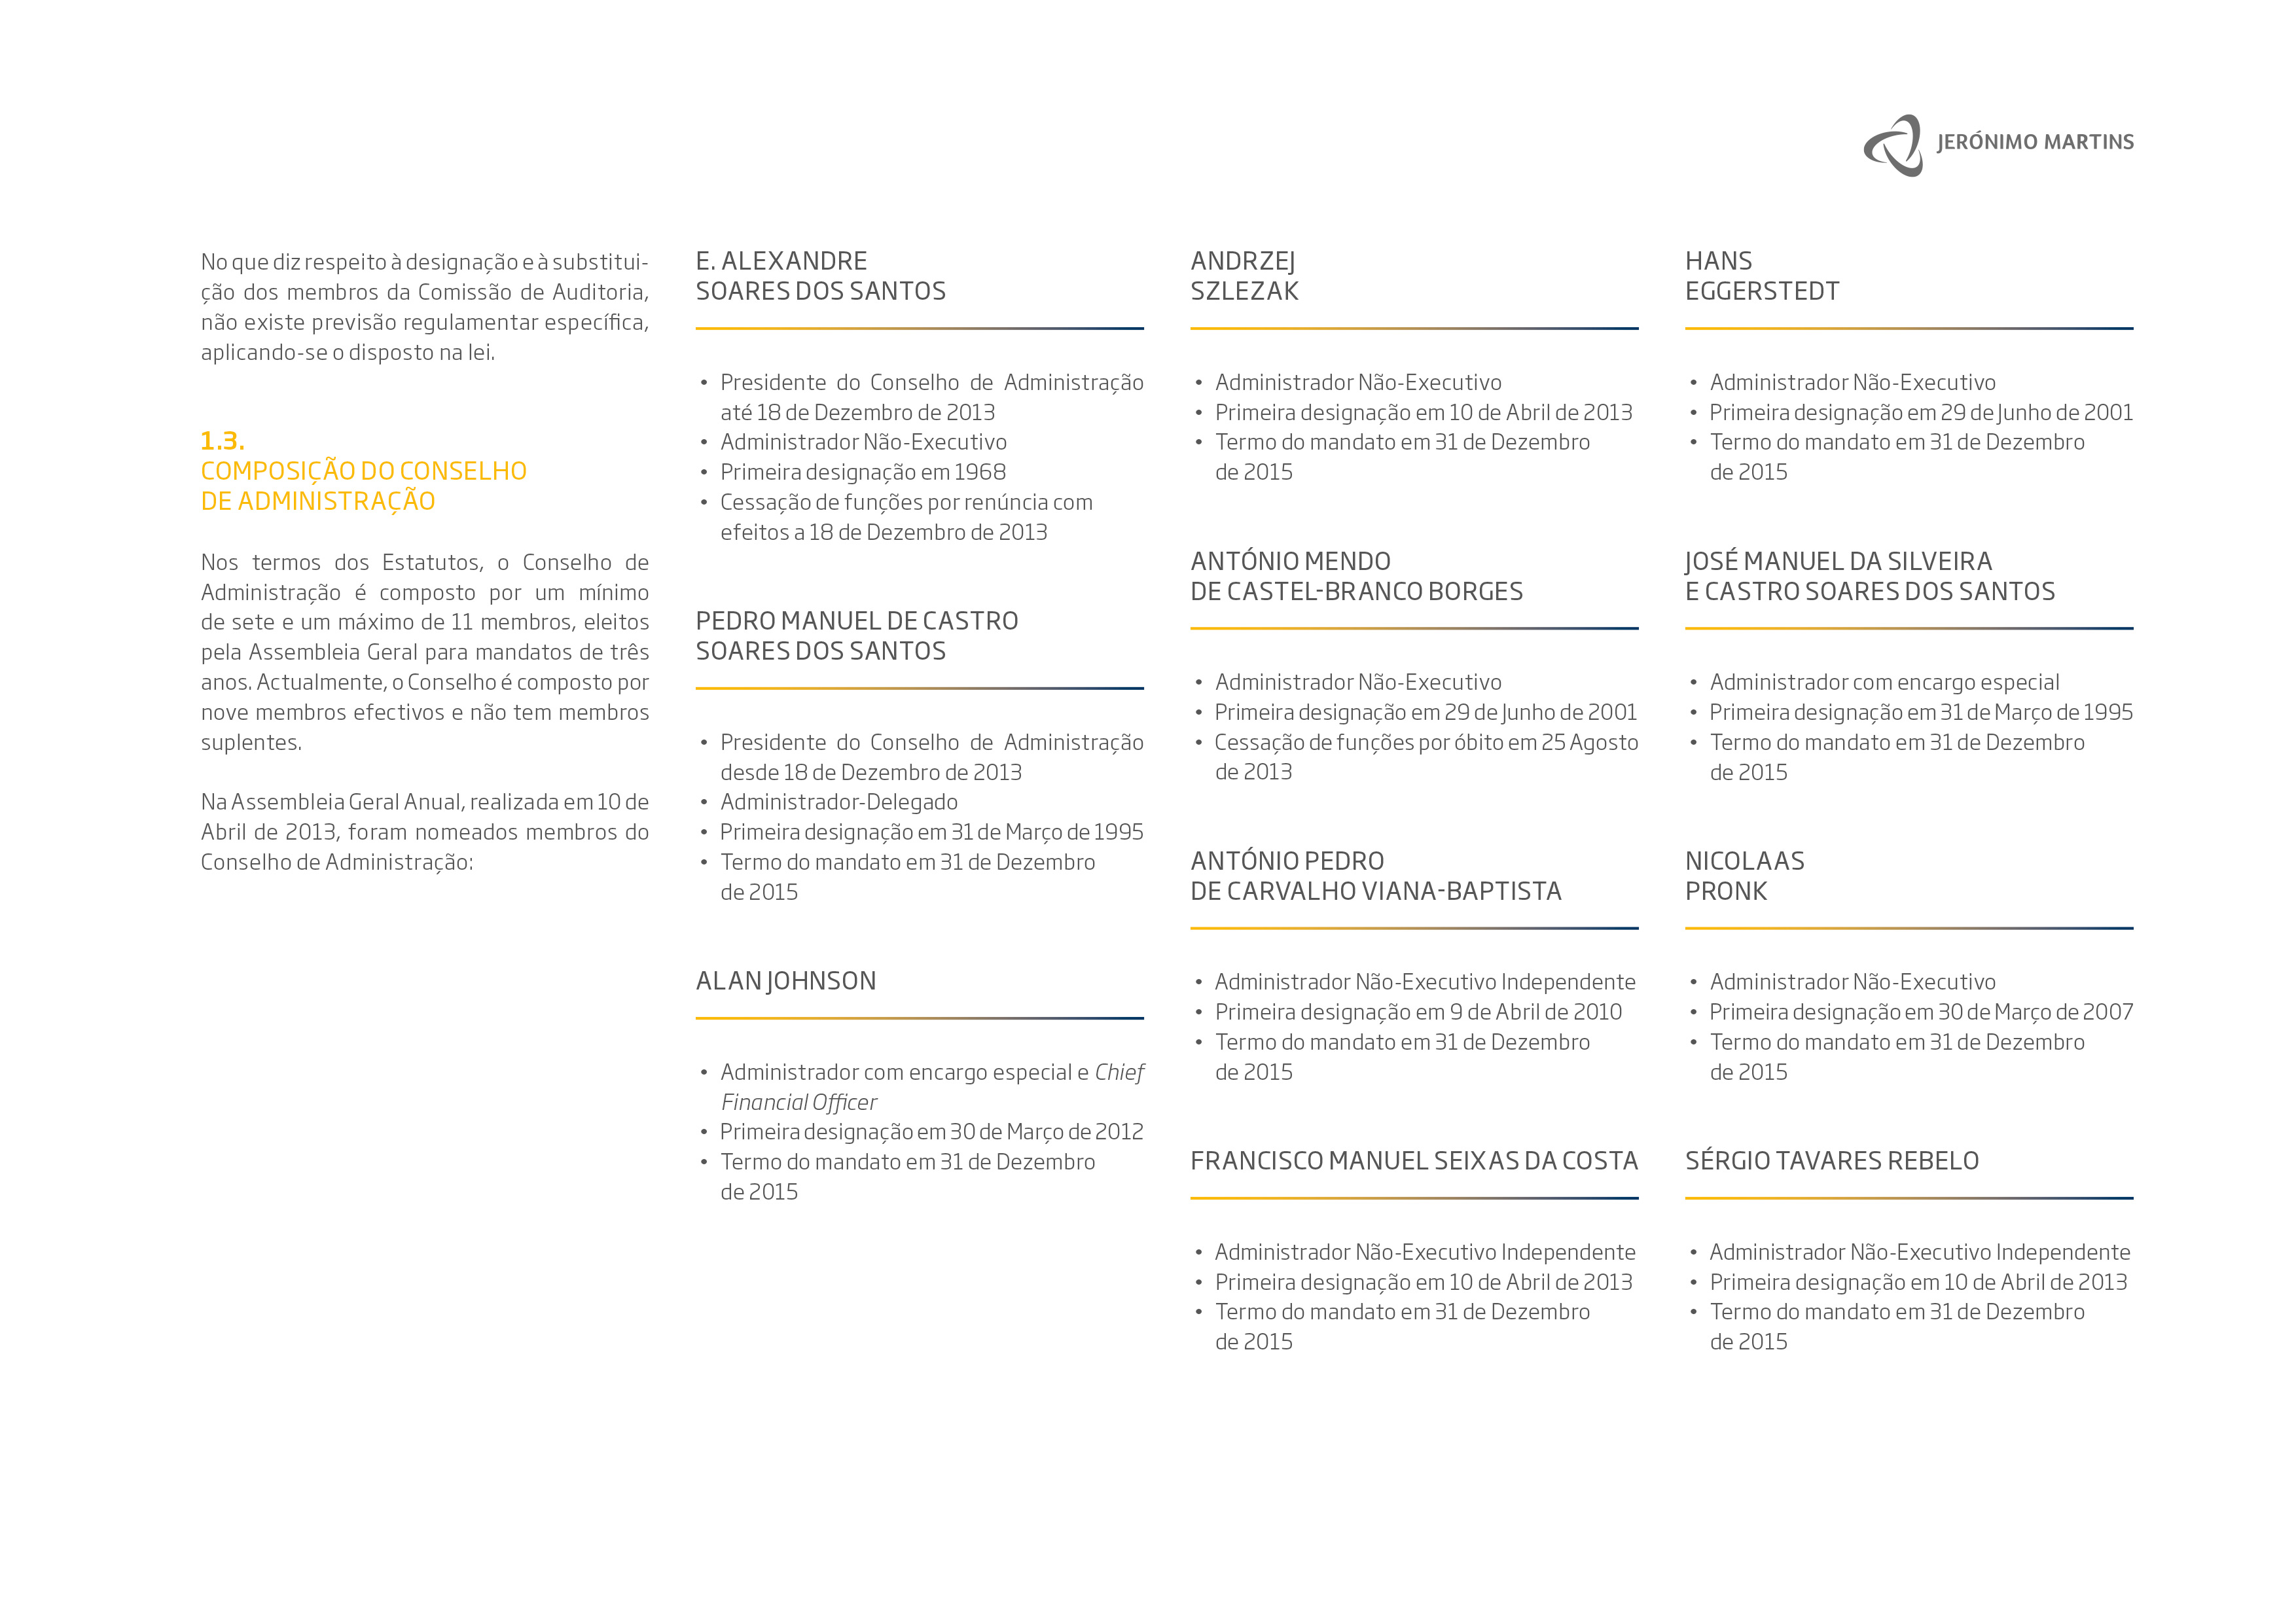 JERÓNIMO MARTINS
No que diz respeito à designação e à substitui-
ção dos membros da Comissão de Auditoria,
não existe previsão regulamentar específica,
aplicando-se o disposto na lei.
1.3.
COMPOSIÇÃO DO CONSELHO
DE ADMINISTRAÇÃO
Nos termos dos Estatutos, o Conselho de
Administração é composto por um mínimo
de sete e um máximo de 11 membros, eleitos
pela Assembleia Geral para mandatos de três
anos. Actualmente, o Conselho é composto por
nove membros efectivos e não tem membros
suplentes.
Na Assembleia Geral Anual, realizada em 10 de
Abril de 2013, foram nomeados membros do
Conselho de Administração:
E. ALEXANDRE
SOARES DOS SANTOS
• Presidente do Conselho de Administração
até 18 de Dezembro de 2013
• Administrador Não-Executivo
• Primeira designação em 1968
• Cessação de funções por renúncia com
efeitos a 18 de Dezembro de 2013
PEDRO MANUEL DE CASTRO
SOARES DOS SANTOS
• Presidente do Conselho de Administração
desde 18 de Dezembro de 2013
• Administrador-Delegado
• Primeira designação em 31 de Março de 1995
• Termo do mandato em 31 de Dezembro
de 2015
ALAN JOHNSON
• Administrador com encargo especial e Chief
Financial Officer
• Primeira designação em 30 de Março de 2012
• Termo do mandato em 31 de Dezembro
de 2015
ANDRZEJ
SZLEZAK
• Administrador Não-Executivo
• Primeira designação em 10 de Abril de 2013
• Termo do mandato em 31 de Dezembro
de 2015
ANTÓNIO MENDO
DE CASTEL-BRANCO BORGES
• Administrador Não-Executivo
• Primeira designação em 29 de Junho de 2001
• Cessação de funções por óbito em 25 Agosto
de 2013
ANTÓNIO PEDRO
DE CARVALHO VIANA-BAPTISTA
• Administrador Não-Executivo Independente
• Primeira designação em 9 de Abril de 2010
• Termo do mandato em 31 de Dezembro
de 2015
FRANCISCO MANUEL SEIXAS DA COSTA
• Administrador Não-Executivo Independente
• Primeira designação em 10 de Abril de 2013
• Termo do mandato em 31 de Dezembro
de 2015
HANS
EGGERSTEDT
• Administrador Não-Executivo
• Primeira designação em 29 de Junho de 2001
• Termo do mandato em 31 de Dezembro
de 2015
JOSÉ MANUEL DA SILVEIRA
E CASTRO SOARES DOS SANTOS
• Administrador com encargo especial
• Primeira designação em 31 de Março de 1995
• Termo do mandato em 31 de Dezembro
de 2015
NICOLAAS
PRONK
• Administrador Não-Executivo
• Primeira designação em 30 de Março de 2007
• Termo do mandato em 31 de Dezembro
de 2015
SÉRGIO TAVARES REBELO
• Administrador Não-Executivo Independente
• Primeira designação em 10 de Abril de 2013
• Termo do mandato em 31 de Dezembro
de 2015